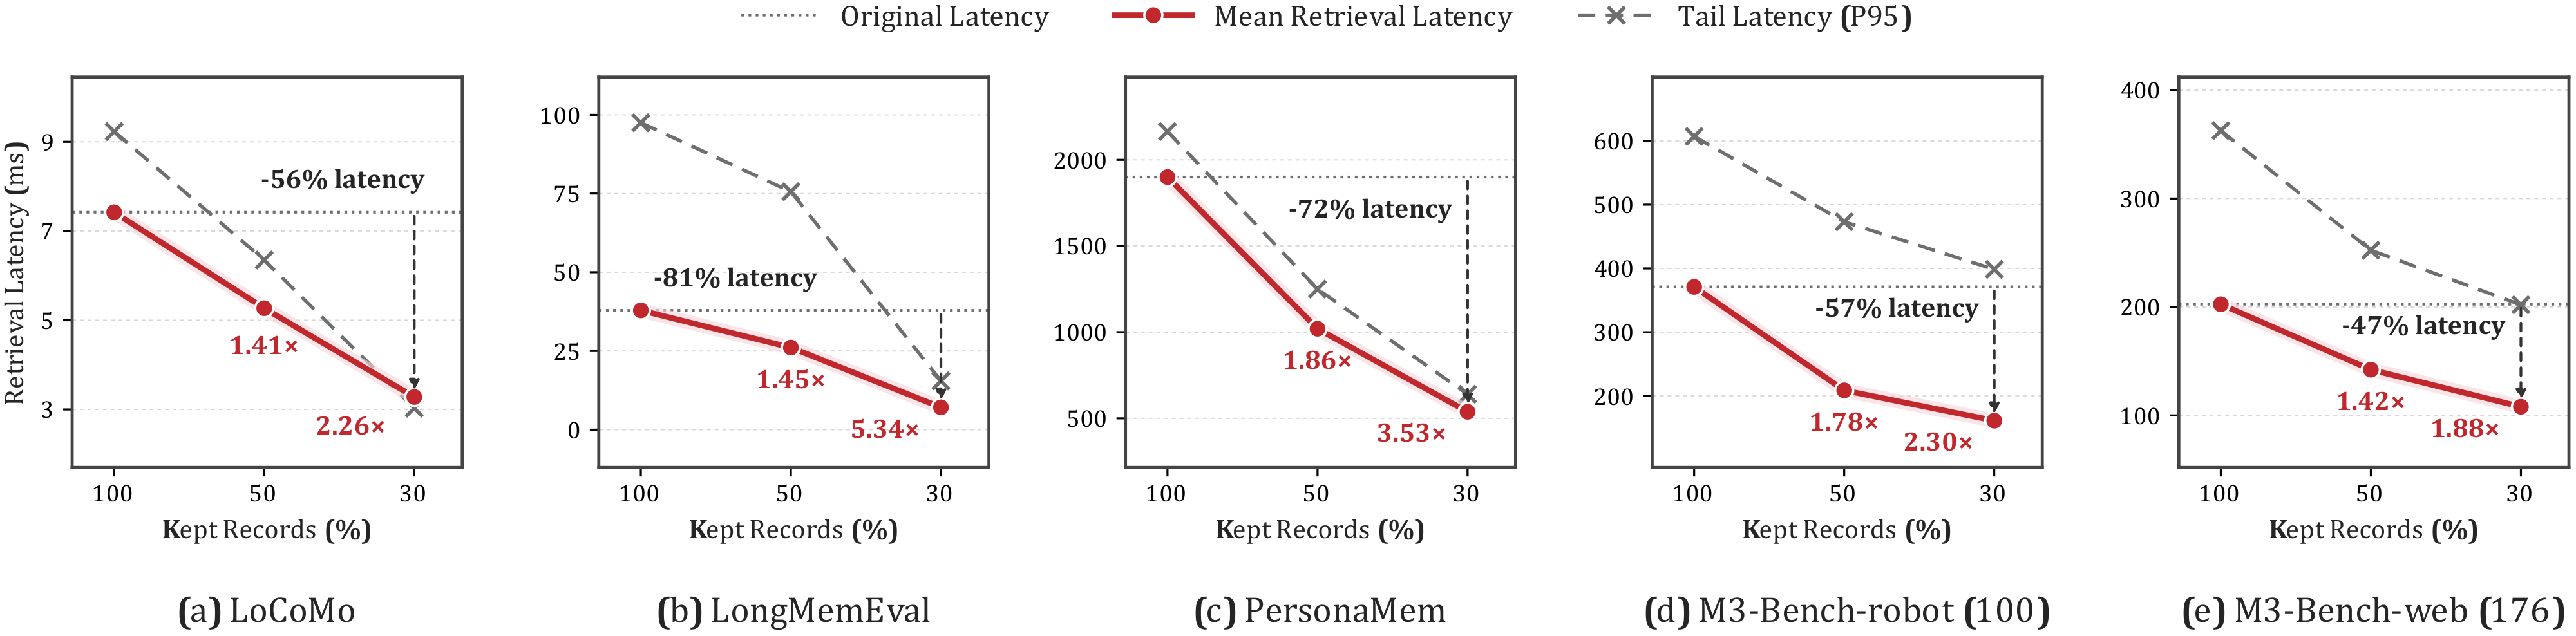 Original Latency
Mean Retrieval Latency
Tail Latency (P95)
Retrieval Latency (ms)
9
7
5
3
-56% latency
1.41×
2.26×
100 50 30
Kept Records (%)
(a) LoCoMo
100
75
50
25
0
-81% latency
1.45×
5.34×
100 50 30
Kept Records (%)
(b) LongMemEval
2000
1500
1000
500
-72% latency
1.86×
3.53×
100 50 30
Kept Records (%)
(c) PersonaMem
600
500
400
300
200
-57% latency
1.78×
2.30×
100 50 30
Kept Records (%)
(d) M3-Bench-robot (100)
400
300
200
100
-47% latency
1.42×
1.88×
100 50 30
Kept Records (%)
(e) M3-Bench-web (176)